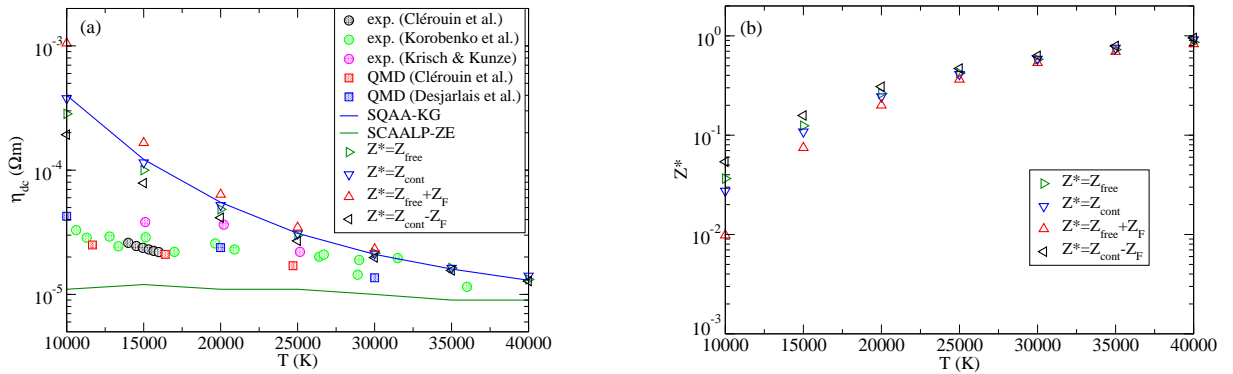 (a)
exp. (Clérouin et al.)
exp. (Korobenko et al.)
exp. (Krisch & Kunze)
QMD (Clérouin et al.)
QMD (Desjarlais et al.)
SQAA-KG
SCAALP-ZE
Z*=Z_free
Z*=Z_cont
Z*=Z_free+Z_F
Z*=Z_cont-Z_F
10^-3
10^-4
10^-5
η_dc (Ωm)
10000 15000 20000 25000 30000 35000 40000
T (K)
(b)
10^0
10^-1
10^-2
10^-3
Z*
Z*=Z_free
Z*=Z_cont
Z*=Z_free+Z_F
Z*=Z_cont-Z_F
10000 15000 20000 25000 30000 35000 40000
T (K)